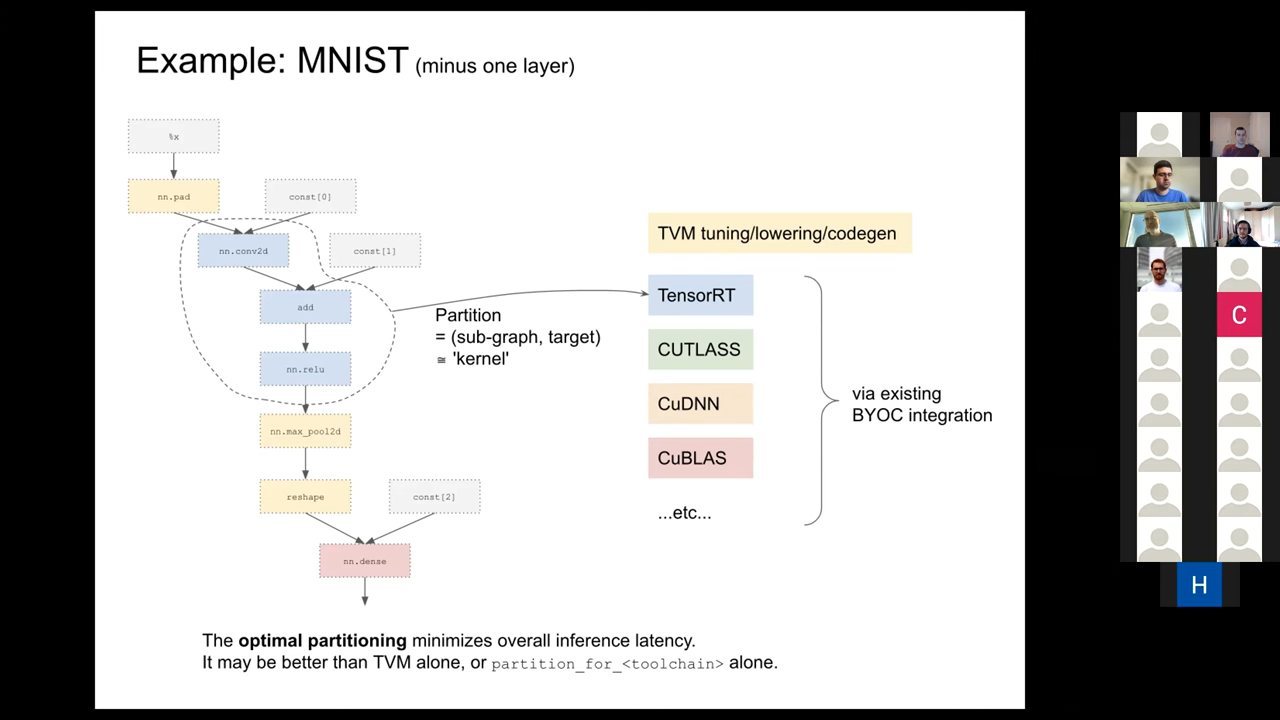 Example: MNIST (minus one layer)
%x
nn.pad
const[0]
nn.conv2d
const[1]
add
nn.relu
nn.max_pool2d
reshape
const[2]
nn.dense
Partition
= (sub-graph, target)
≅ 'kernel'
TVM tuning/lowering/codegen
TensorRT
CUTLASS
CuDNN
CuBLAS
...etc...
via existing
BYOC integration
The optimal partitioning minimizes overall inference latency.
It may be better than TVM alone, or partition_for_<toolchain> alone.
C
H